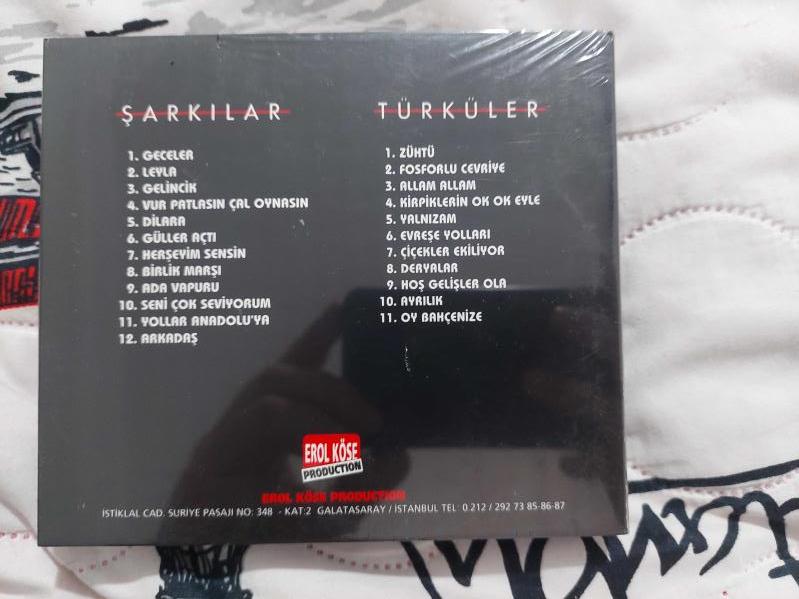 ŞARKILAR
1. GECELER
2. LEYLA
3. GELİNCİK
4. VUR PATLASIN ÇAL OYNASIN
5. DİLARA
6. GÜLLER AÇTI
7. HERŞEYİM SENSİN
8. BİRLİK MARŞI
9. ADA VAPURU
10. SENİ ÇOK SEVİYORUM
11. YOLLAR ANADOLU'YA
12. ARKADAŞ
TÜRKÜLER
1. ZÜHTÜ
2. FOSFORLU CEVRİYE
3. ALLAM ALLAM
4. KİRPİKLERİN OK OK EYLE
5. YALNIZAM
6. EVREŞE YOLLARI
7. ÇİÇEKLER EKİLİYOR
8. DERYALAR
9. HOŞ GELİŞLER OLA
10. AYRILIK
11. OY BAHÇENİZE
EROL KÖSE
PRODUCTION
EROL KÖSE PRODUCTION
İSTİKLAL CAD. SURİYE PASAJI NO: 348 - KAT:2 GALATASARAY / İSTANBUL TEL: 0.212 / 292 73 85-86-87